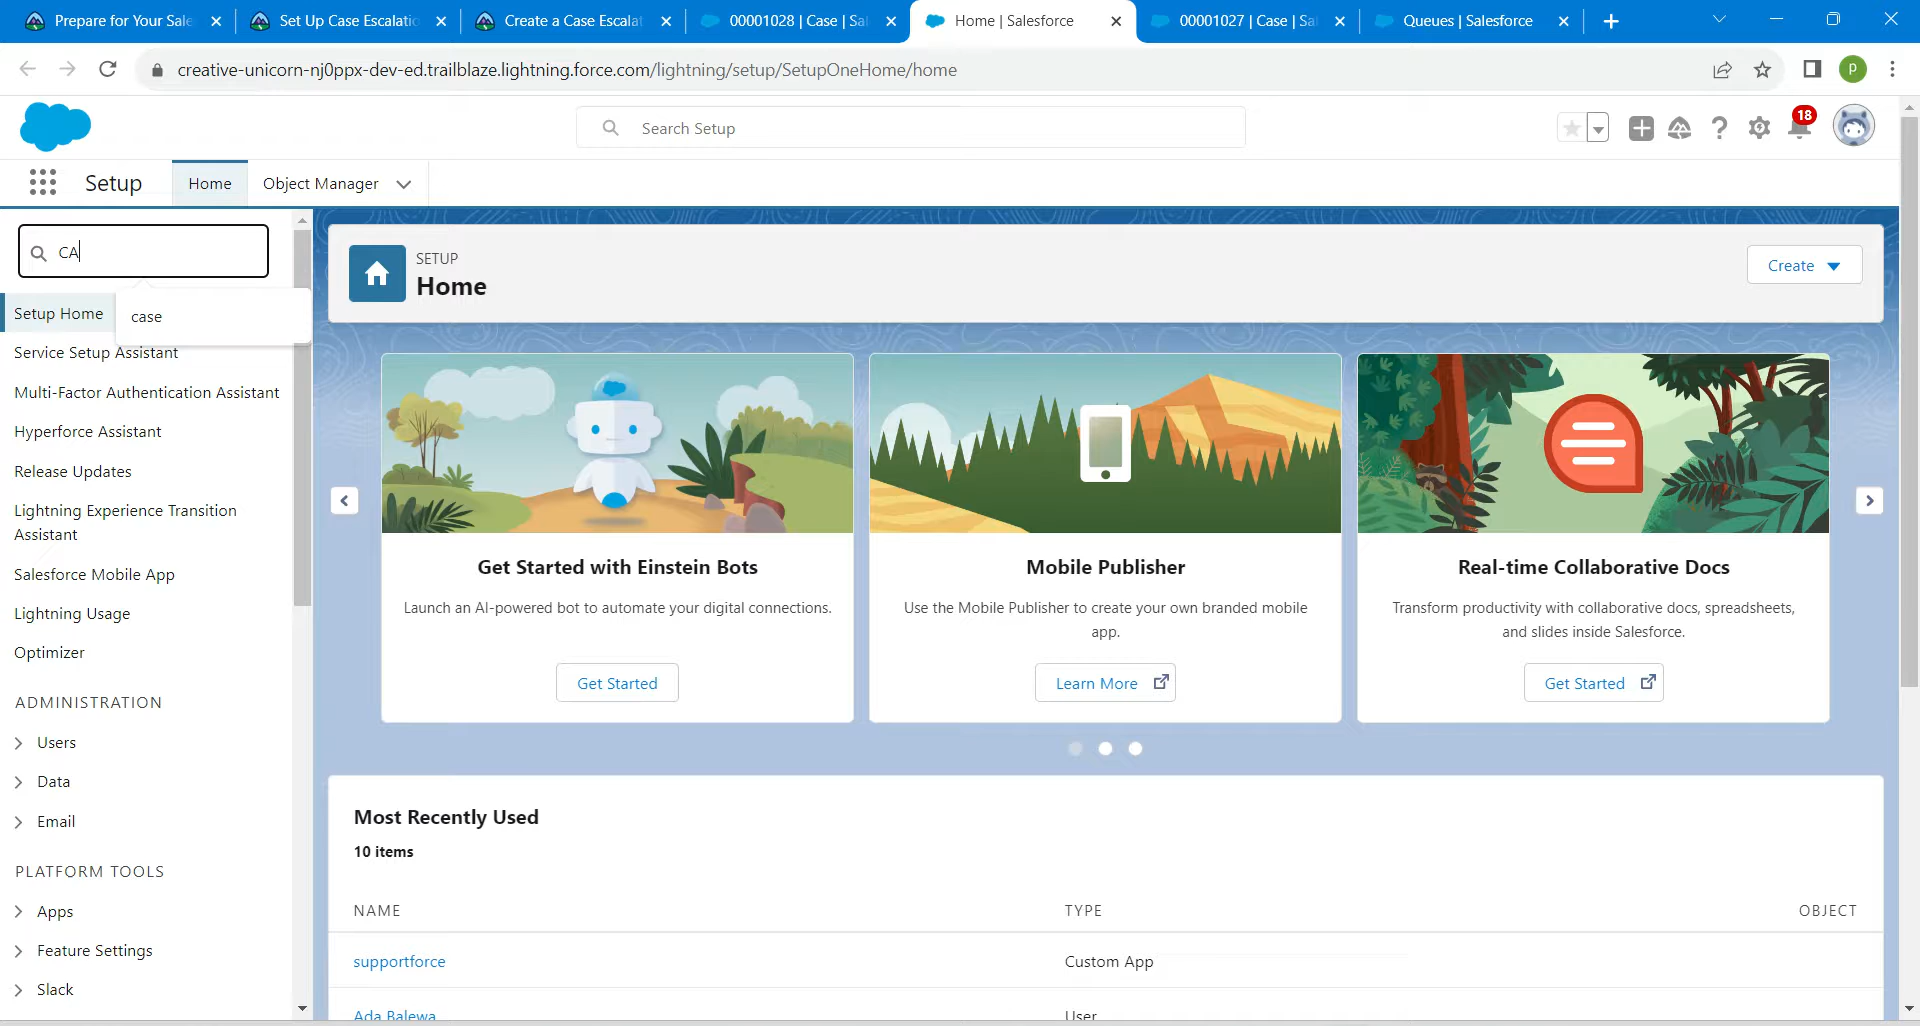 Prepare for Your Sale
Set Up Case Escalatio
Create a Case Escalat
00001028 | Case | Sal
Home | Salesforce
00001027 | Case | Sa
Queues | Salesforce
creative-unicorn-nj0ppx-dev-ed.trailblaze.lightning.force.com/lightning/setup/SetupOneHome/home
P
Search Setup
18
Setup
Home
Object Manager
CA
case
Setup Home
Service Setup Assistant
Multi-Factor Authentication Assistant
Hyperforce Assistant
Release Updates
Lightning Experience Transition
Assistant
Salesforce Mobile App
Lightning Usage
Optimizer
ADMINISTRATION
Users
Data
Email
PLATFORM TOOLS
Apps
Feature Settings
Slack
SETUP
Home
Create
Get Started with Einstein Bots
Launch an AI-powered bot to automate your digital connections.
Get Started
Mobile Publisher
Use the Mobile Publisher to create your own branded mobile
app.
Learn More
Real-time Collaborative Docs
Transform productivity with collaborative docs, spreadsheets,
and slides inside Salesforce.
Get Started
Most Recently Used
10 items
NAME TYPE OBJECT
supportforce Custom App
Ada Balewa User